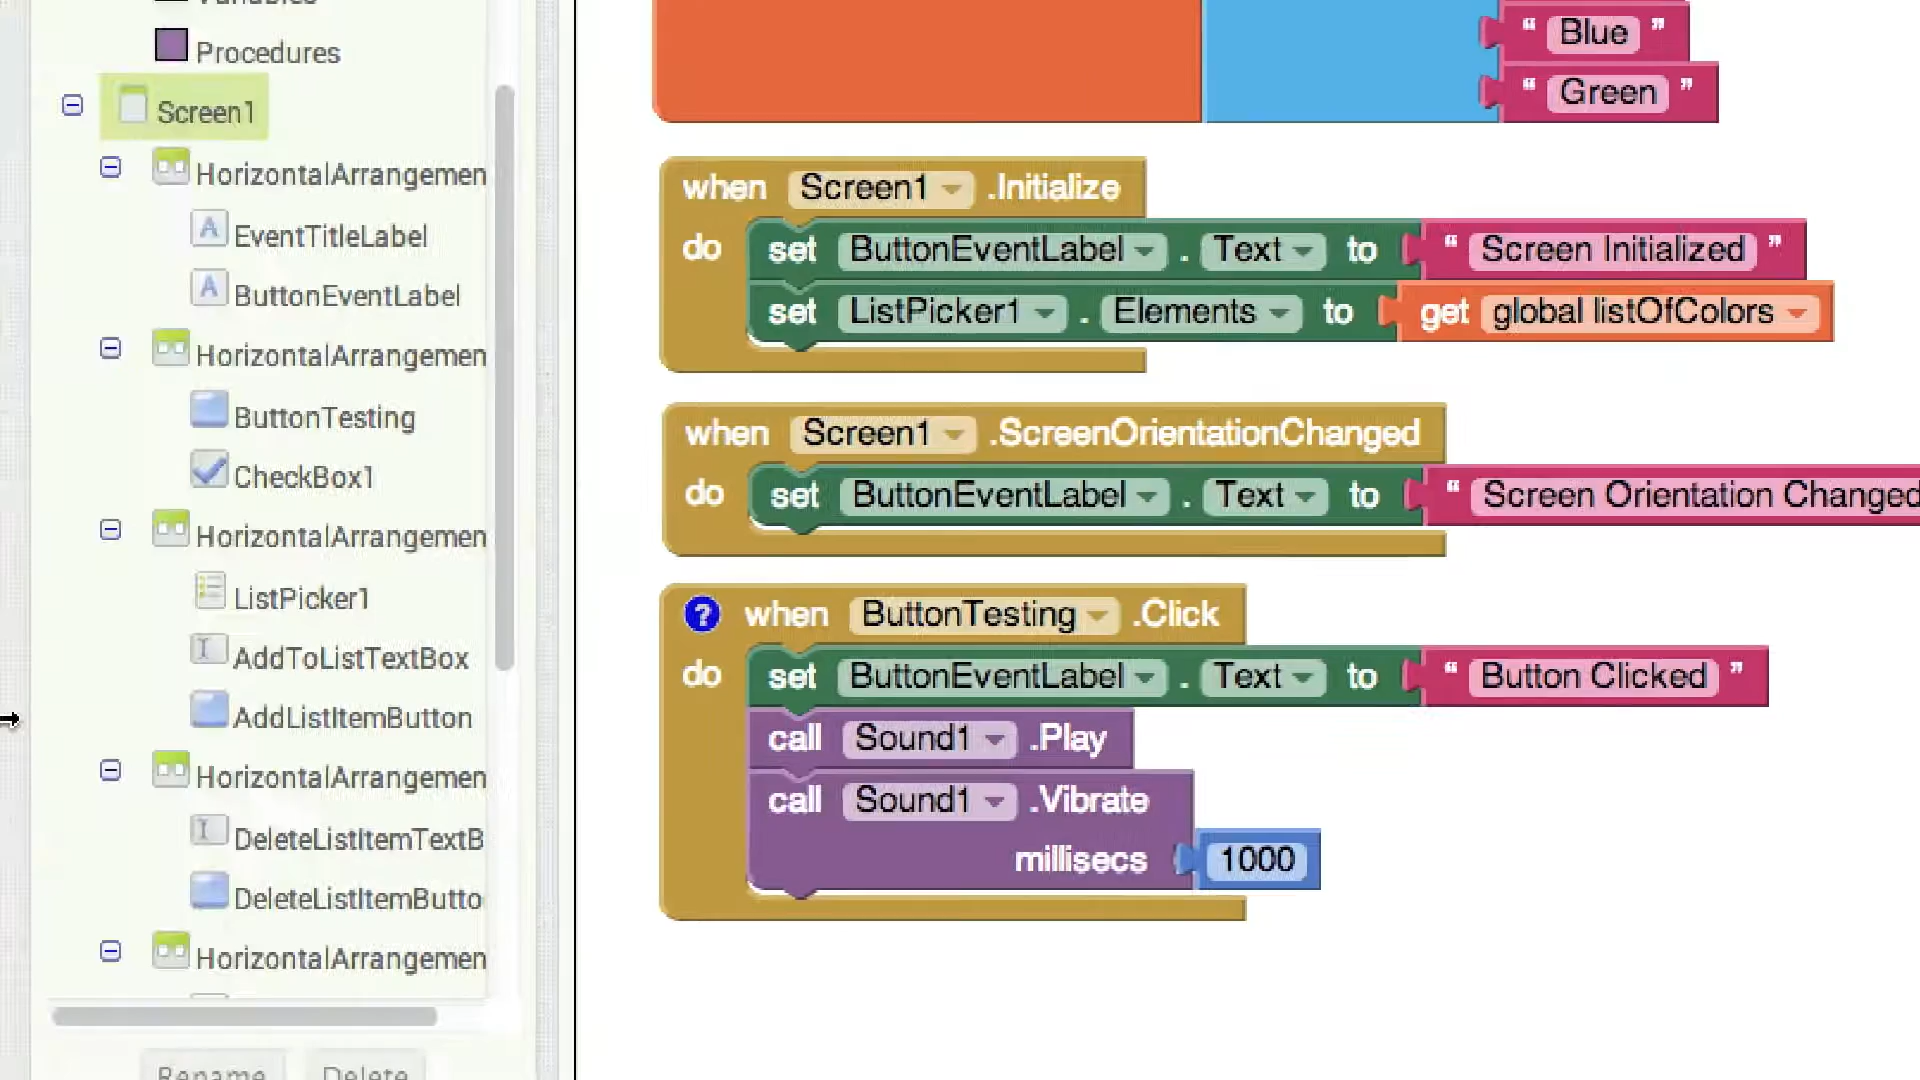 Variables
Procedures
Screen1
HorizontalArrangemen
EventTitleLabel
ButtonEventLabel
HorizontalArrangemen
ButtonTesting
CheckBox1
HorizontalArrangemen
ListPicker1
AddToListTextBox
AddListItemButton
HorizontalArrangemen
DeleteListItemTextB
DeleteListItemButto
HorizontalArrangemen
Rename Delete
“ Blue ”
“ Green ”
when Screen1 .Initialize
do set ButtonEventLabel . Text to “ Screen Initialized ”
set ListPicker1 . Elements to get global listOfColors
when Screen1 .ScreenOrientationChanged
do set ButtonEventLabel . Text to “ Screen Orientation Changed
? when ButtonTesting .Click
do set ButtonEventLabel . Text to “ Button Clicked ”
call Sound1 .Play
call Sound1 .Vibrate
millisecs 1000